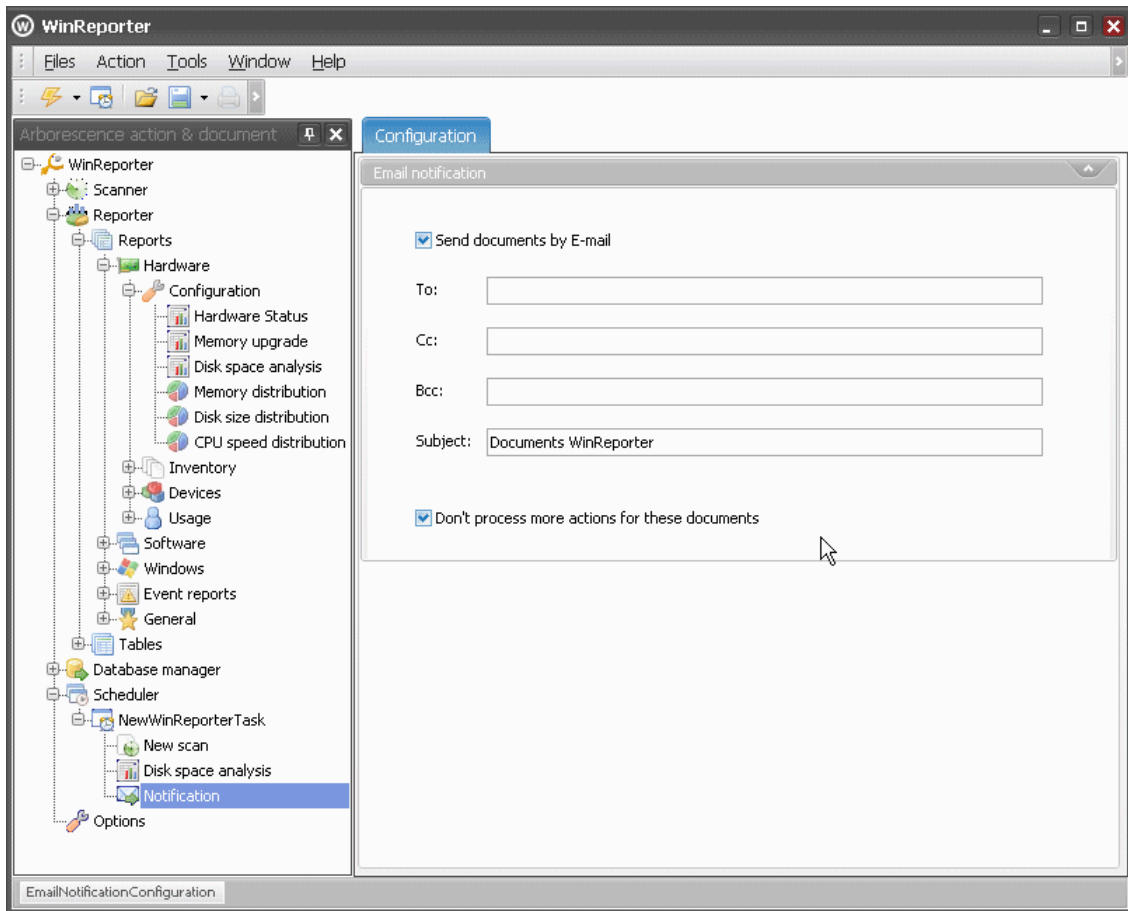 WinReporter
Files Action Tools Window Help
Arborescence action & document
WinReporter
Scanner
Reporter
Reports
Hardware
Configuration
Hardware Status
Memory upgrade
Disk space analysis
Memory distribution
Disk size distribution
CPU speed distribution
Inventory
Devices
Usage
Software
Windows
Event reports
General
Tables
Database manager
Scheduler
NewWinReporterTask
New scan
Disk space analysis
Notification
Options
Configuration
Email notification
Send documents by E-mail
To:
Cc:
Bcc:
Subject: Documents WinReporter
Don't process more actions for these documents
EmailNotificationConfiguration